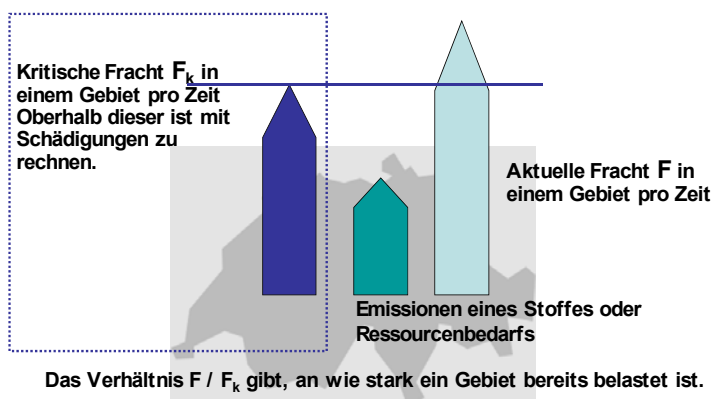 Kritische Fracht Fk in
einem Gebiet pro Zeit
Oberhalb dieser ist mit
Schädigungen zu
rechnen.
Aktuelle Fracht F in
einem Gebiet pro Zeit
Emissionen eines Stoffes oder
Ressourcenbedarfs
Das Verhältnis F / Fk gibt, an wie stark ein Gebiet bereits belastet ist.